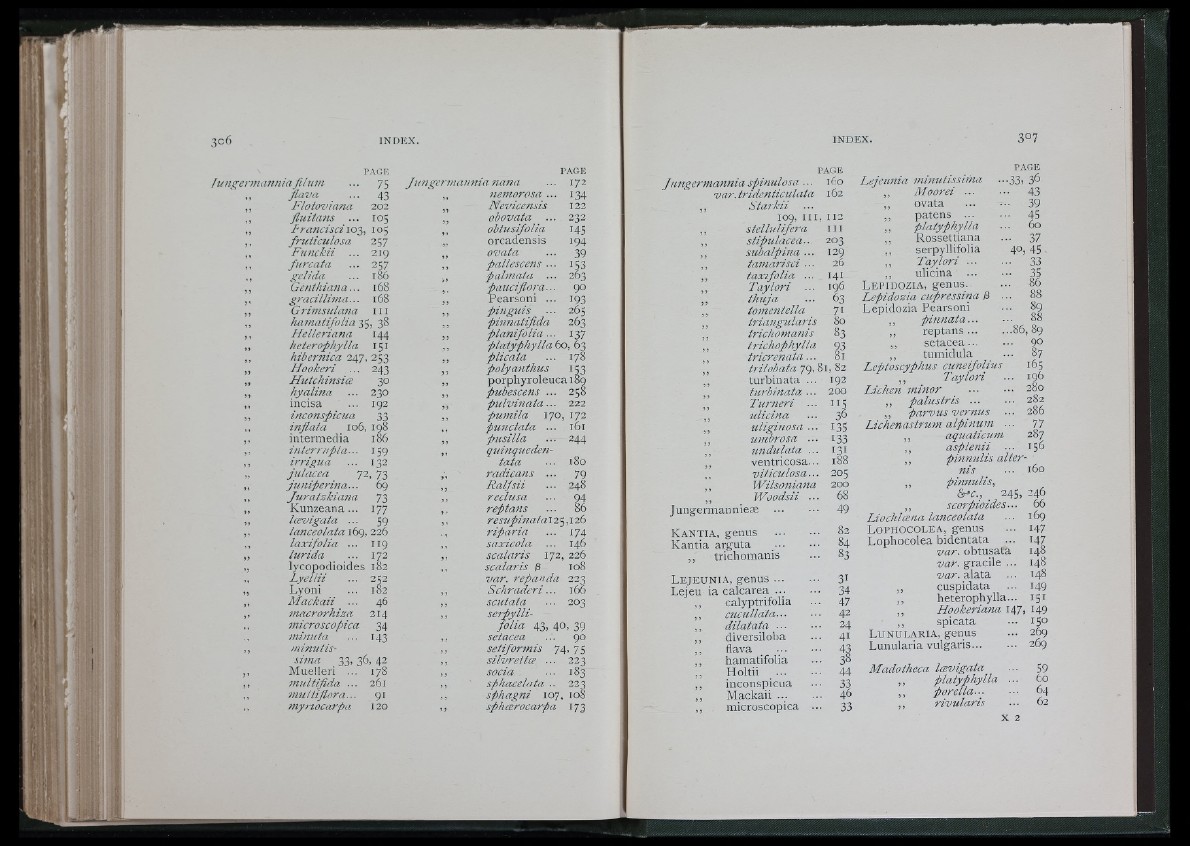 306 INDEX.
PAGE
Jungermannia filum ... 75
,, flava ... 43
,, Flotoviana 202
,, fluitans ... 105
,, Francisci 103, 105
,, fruticulosa 257
,, Funckii ... 219
,, furcata ... 257
,, gelida ... 186
,, Genthiana... 168
,, gracillima... 168
,, Grimsulana 111
,, hamatifolia 35, 38
,, Helleriana 144
,, heterophylla 151
,, hibernica 247, 253
,, Hookeri ... 243
,, Hutchinsiæ 30
,, hyalina ... 230
,, incisa ... 192
,, inconspicua 33
,, inflata 106, 198
,, intermedia 186
,, interrupta... 159
,, irrigua ... 132
,, julacea 72, 73
,, juniperina... 69
,, Juratzkiana 73
,, Kunzeana ... 177
,, lævigata ... 59
,, lanceolata 169, 226
,, laxifolia ... 119
,, lurida ... 172
,, lycopodioides 182
,, Lyellii ... 252
,, Lyoni ... 182
,, Mackaii ... 46
,, macrorhiza 214
,, microscopica 34
,, minuta ... 143
,, minutis-
sima 33, 36, 42
,, Muelleri ... 178
,, multifida ... 261
,, multiflora... 91
,, myriocarpa 120
PAGE
Jungermannia nana ... 172
,, nemorosa ... 134
,, Nevicensis 122
,, obovata ... 232
,, obtusifolia 145
,, orcadensis 194
,, ovata ... 39
,, pallescens ... 153
,, palmata ... 263
,, pauciflora... 90
,, Pearsoni ... 193
,, pinguis ... 265
,, pinnatifida 263
,, planifolia ... 137
,, platyphylla 60, 63
,, plicata ... 178
,, polyanthus 153
,, porphyroleuca 189
,, pubescens ... 258
,, pulvinata... 222
,, pumila 170, 172
,, punctata ... 161
,, pusilla ... 244
,, quinqueden-
tata ... 180
,, radicans ... 79
,, Ralfsii ... 248
,, reclusa ... 94
,, reptans ... 86
,, resupinata 125, 126
,, riparia ... 174
,, saxicola ... 146
,, scalaris 172, 226
,, scalaris β 108
var. repanda 223
,, Schraderi ... 166
,, scutata ... 203
,, serpylli-
folia 43, 40, 39
,, setacea ... 90
,, setiformis 74, 75
,, silvrettæ ... 223
,, socia ... 183
,, sphacelata ... 223
,, sphagni 107, 108
,, sphærocarpa 173
INDEX. 307
PAGE
Jungermannia spinulosa ... 160
var. tridenticulata 162
,, Starkii ...
109, 111, 112
,, stellulifera 111
,, stipulacea.. 203
,, subalpina ... 129
,, tamarisci ... 26
,, taxifolia ... 141
,, Taylori ... 196
,, thuja ... 63
,, tomentella 71
,, triangularis 80
,, trichomanis 83
,, trichophylla 93
,, tricrenata ... 81
,, trilobata 79, 81, 82
,, turbinata ... 192
,, turbinata ... 200
,, Turneri ... 115
,, ulicina ... 36
,, uliginosa ... 135
,, umbrosa ... 133
,, undulata ... 131
,, ventricosa... 188
,, viticulosa... 205
,, Wilsoniana 200
,, Woodsii ... 68
Jungermannieæ ... ... 49
KANTIA, genus ... ... 82
Kantia arguta ... ... 84
,, trichomanis ... 83
LEJEUNIA, genus ... ... 31
Lejeu ia calcarea ... ... 34
,, calyptrifolia ... 47
,, cucullata... ... 42
,, dilatata ... ... 24
,, diversiloba ... 41
,, flava ... ... 43
,, hamatifolia ... 38
,, Holtii ... ... 44
,, inconspicua ... 33
,, Mackaii ... ... 46
,, microscopica ... 33
PAGE
Lejeunia minutissima ...33, 36
,, Moorei ... ... 43
,, ovata ... ... 39
,, patens ... ... 45
,, platyphylla ... 60
,, Rossettiana ... 37
,, serpyllifolia 40, 45
,, Taylori ... ... 33
,, ulicina ... ... 35
LEPIDOZIA, genus. ... 86
Lepidozia cupressina β ... 88
Lepidozia Pearsoni ... 89
,, pinnata... ... 88
,, reptans ... ...86, 89
,, setacea ... ... 90
,, tumidula ... 87
Leptoscyphus cuneifolius 165
,, Taylori ... 196
Lichen minor ... ... 280
,, palustris ... ... 282
,, parvus vernus ... 286
Lichenastrum alpinum ... 77
,, aquaticum 287
,, asplenii ... 156
,, pinnulis alter-
nis ... 160
,, pinnulis,
&c., 245, 246
,, scorpioides... 66
Liochlæna lanceolata ... 169
LOPHOCOLEA, genus ... 147
Lophocolea bidentata ... 147
var. obtusata 148
var. gracile ... 148
var. alata ... 148
,, cuspidata ... 149
,, heterophylla... 151
,, Hookeriana 147, 149
,, spicata ... 150
LUNULARIA, genus ... 269
Lunularia vulgaris... ... 269
Madotheca lævigata ... 59
,, platyphylla ... 60
,, porella... ... 64
,, rivularis ... 62
X 2